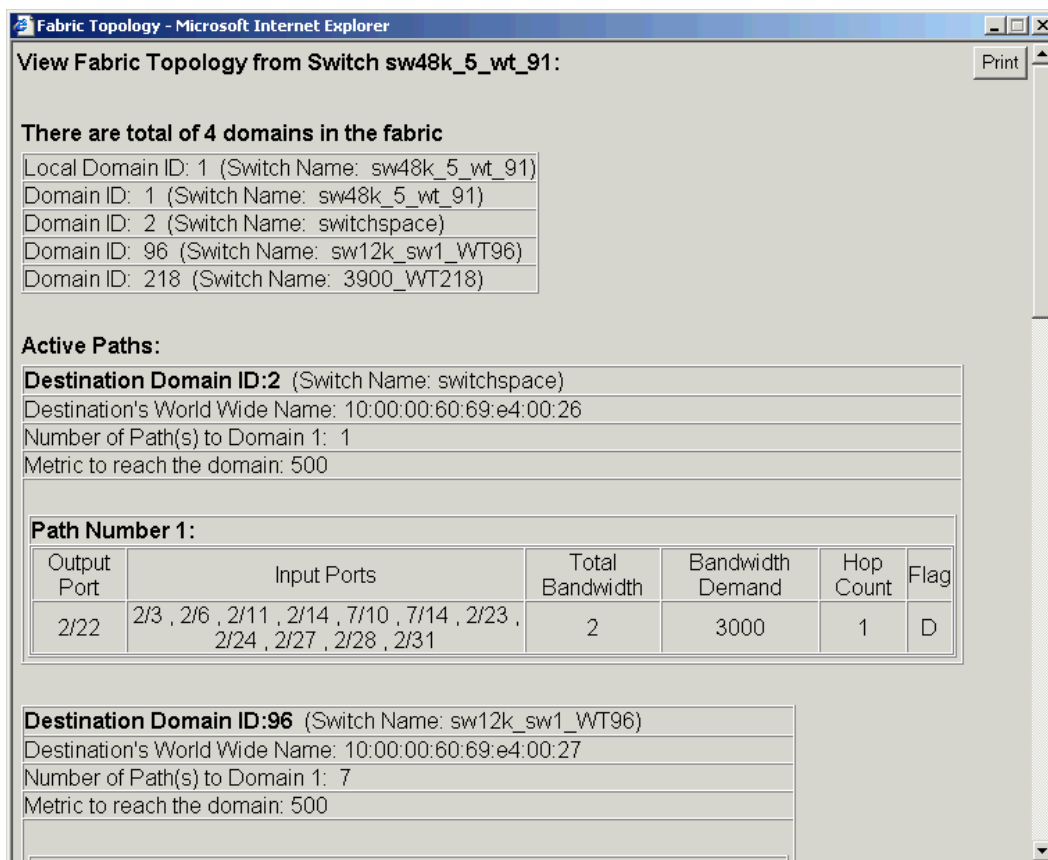 Fabric Topology - Microsoft Internet Explorer
View Fabric Topology from Switch sw48k_5_wt_91:
Print
There are total of 4 domains in the fabric
Local Domain ID: 1 (Switch Name: sw48k_5_wt_91)
Domain ID: 1 (Switch Name: sw48k_5_wt_91)
Domain ID: 2 (Switch Name: switchspace)
Domain ID: 96 (Switch Name: sw12k_sw1_WT96)
Domain ID: 218 (Switch Name: 3900_WT218)
Active Paths:
Destination Domain ID:2 (Switch Name: switchspace)
Destination's World Wide Name: 10:00:00:60:69:e4:00:26
Number of Path(s) to Domain 1: 1
Metric to reach the domain: 500
Path Number 1:
Output Port Input Ports Total Bandwidth Bandwidth Demand Hop Count Flag
2/22 2/3 , 2/6 , 2/11 , 2/14 , 7/10 , 7/14 , 2/23 , 2/24 , 2/27 , 2/28 , 2/31 2 3000 1 D
Destination Domain ID:96 (Switch Name: sw12k_sw1_WT96)
Destination's World Wide Name: 10:00:00:60:69:e4:00:27
Number of Path(s) to Domain 1: 7
Metric to reach the domain: 500